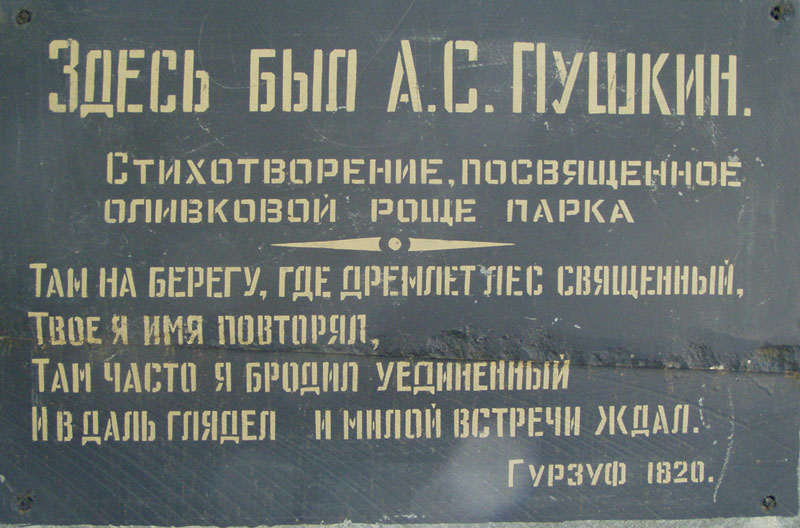 ЗДЕСЬ БЫЛ А.С. ПУШКИН.
СТИХОТВОРЕНИЕ, ПОСВЯЩЕННОЕ
ОЛИВКОВОЙ РОЩЕ ПАРКА
ТАМ НА БЕРЕГУ, ГДЕ ДРЕМЛЕТ ЛЕС СВЯЩЕННЫЙ,
ТВОЕ Я ИМЯ ПОВТОРЯЛ,
ТАМ ЧАСТО Я БРОДИЛ УЕДИНЕННЫЙ
И В ДАЛЬ ГЛЯДЕЛ И МИЛОЙ ВСТРЕЧИ ЖДАЛ.
ГУРЗУФ 1820.